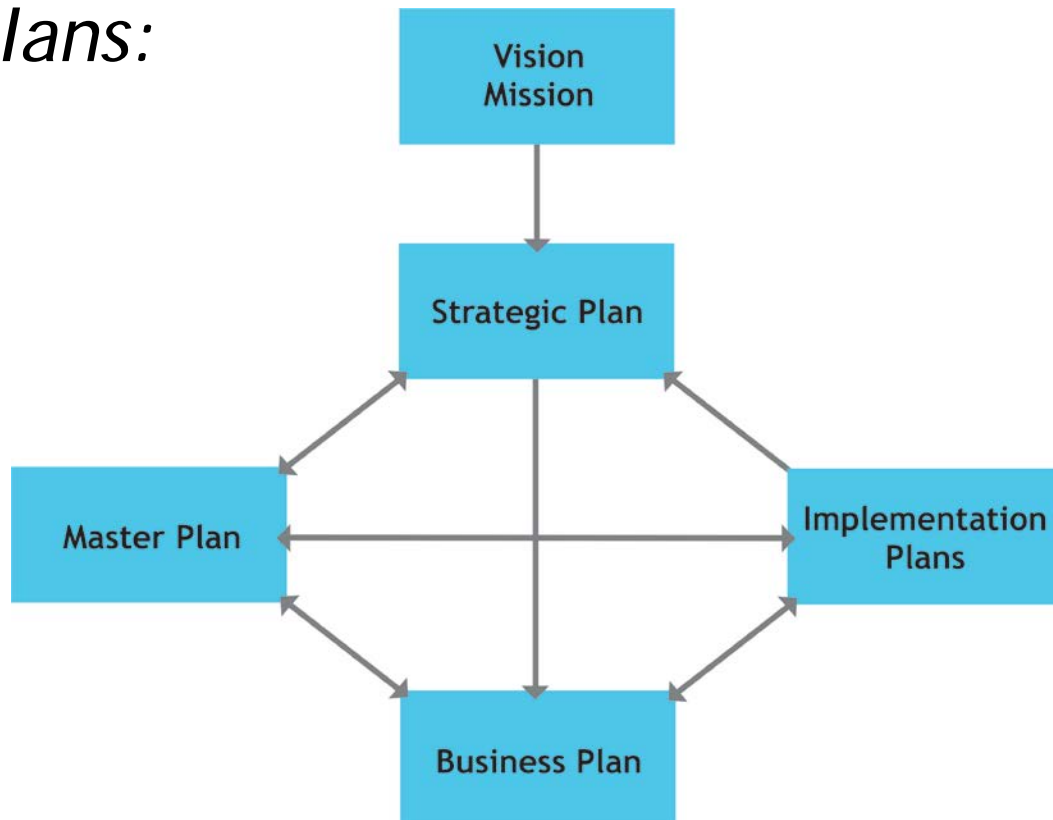 lans:
Vision
Mission
Strategic Plan
Master Plan
Implementation
Plans
Business Plan